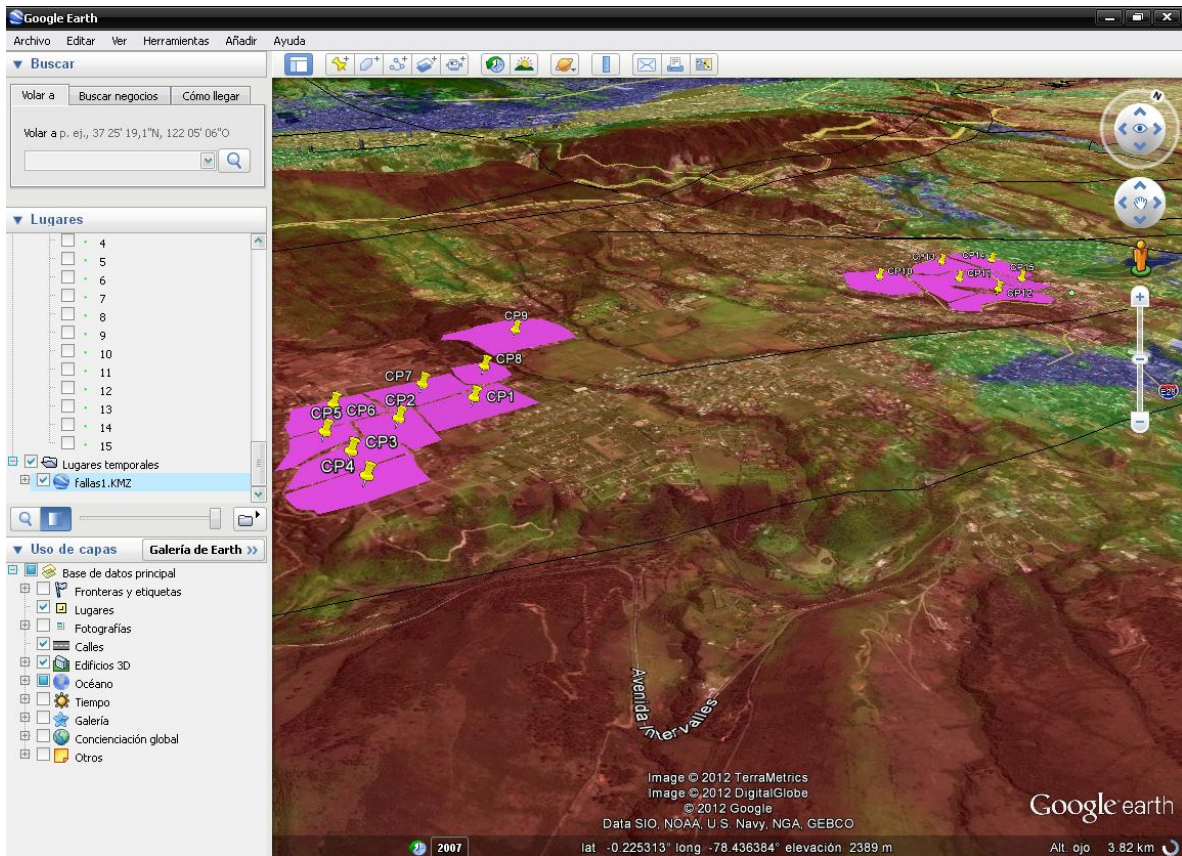 Google Earth
Archivo Editar Ver Herramientas Añadir Ayuda
Buscar
Volar a Buscar negocios Cómo llegar
Volar a p. ej., 37 25' 19,1"N, 122 05' 06"O
Lugares
4
5
6
7
8
9
10
11
12
13
14
15
Lugares temporales
fallas1.KMZ
Uso de capas Galería de Earth >>
Base de datos principal
Fronteras y etiquetas
Lugares
Fotografías
Calles
Edificios 3D
Océano
Tiempo
Galería
Concienciación global
Otros
N
CP13 CP14
CP10 CP11 CP15
CP12
CP9
CP8
CP7
CP1
CP5 CP6 CP2
CP3
CP4
Avenida Intervalles
Image © 2012 TerraMetrics
Image © 2012 DigitalGlobe
© 2012 Google
Data SIO, NOAA, U.S. Navy, NGA, GEBCO
Google earth
2007 lat -0.225313° long -78.436384° elevación 2389 m Alt. ojo 3.82 km